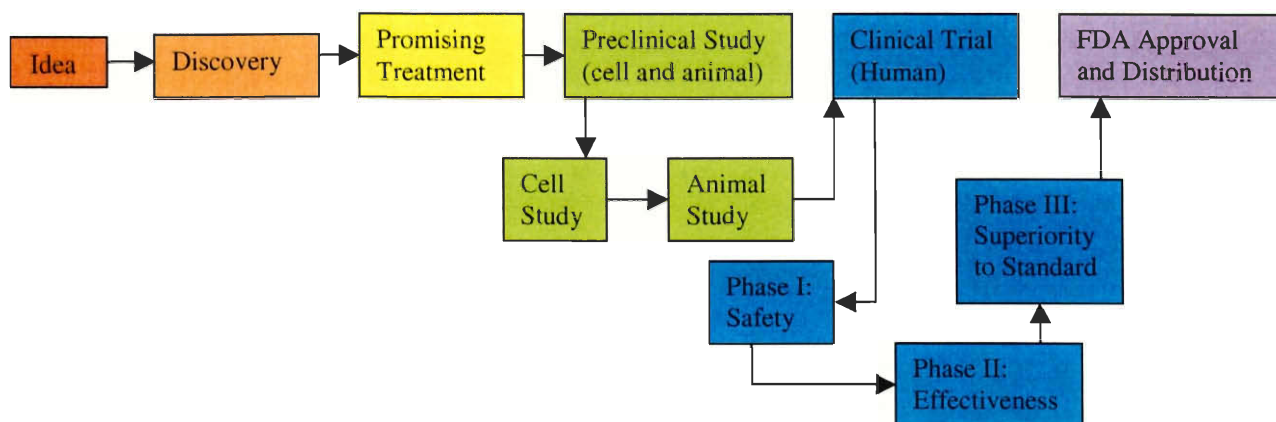 Idea
Discovery
Promising
Treatment
Preclinical Study
(cell and animal)
Clinical Trial
(Human)
FDA Approval
and Distribution
Cell
Study
Animal
Study
Phase I:
Safety
Phase II:
Effectiveness
Phase III:
Superiority
to Standard